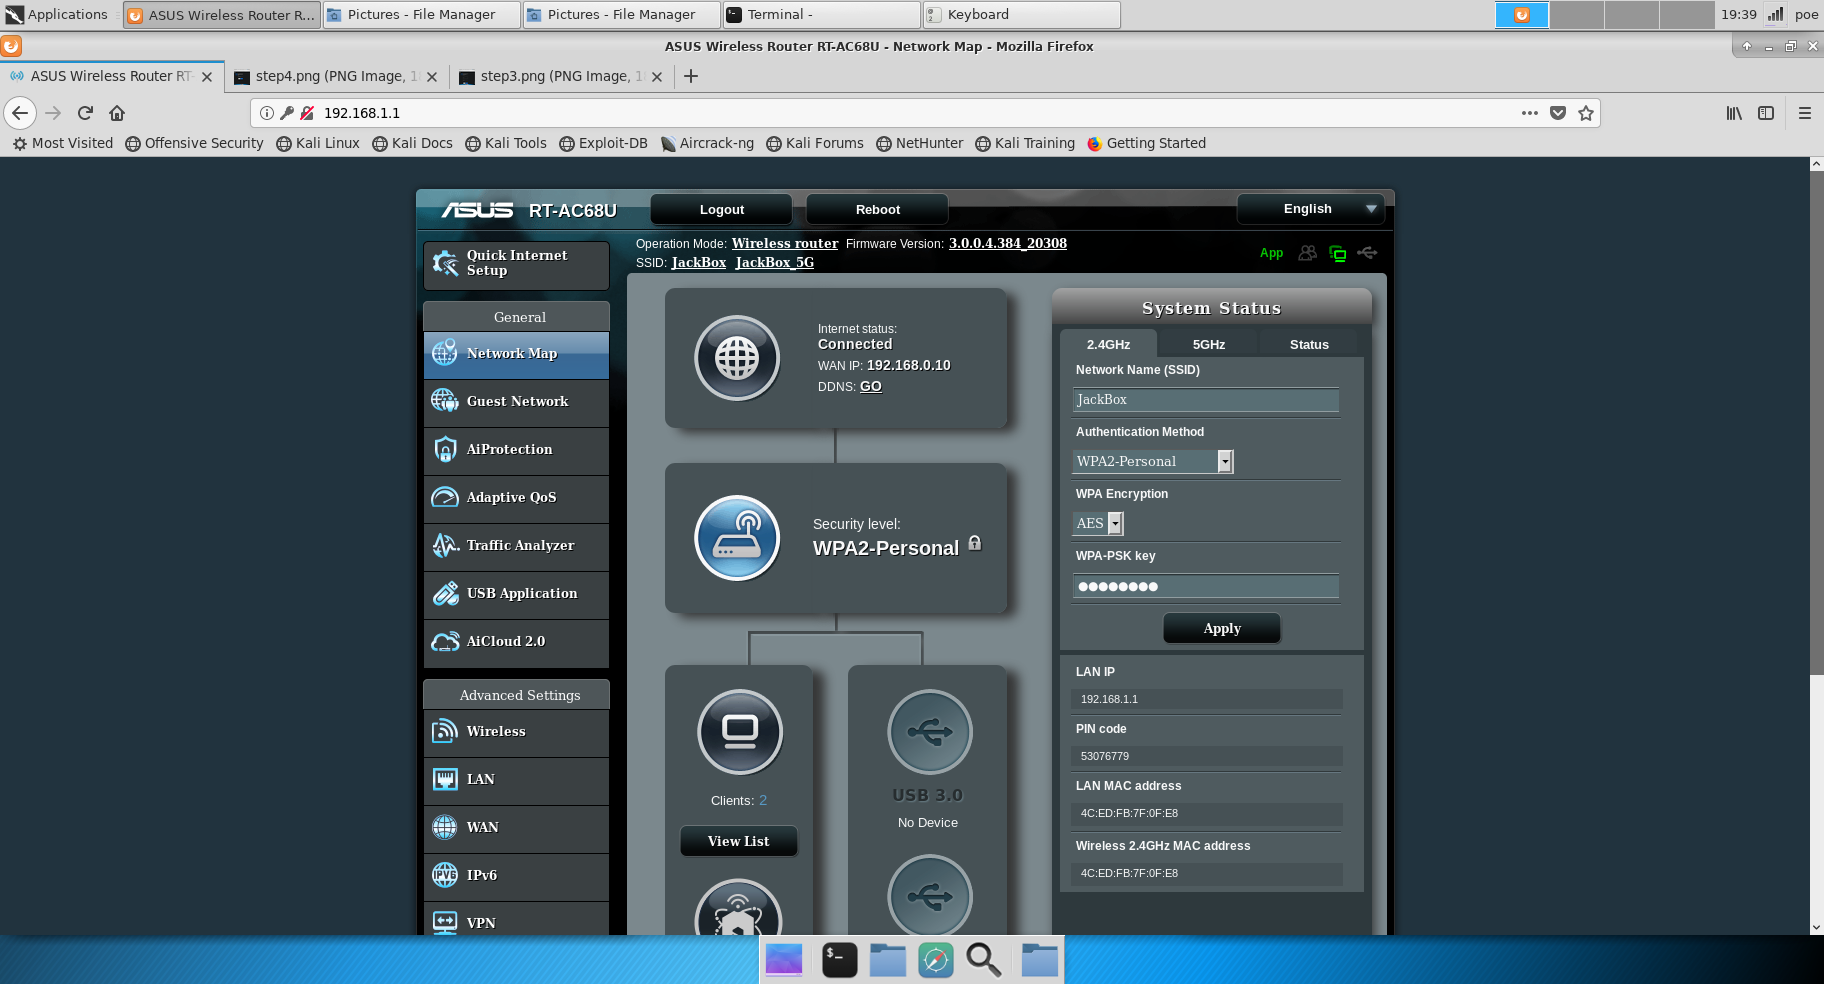 Applications
ASUS Wireless Router R...
Pictures - File Manager
Pictures - File Manager
Terminal -
Keyboard
19:39
poe
ASUS Wireless Router RT-AC68U - Network Map - Mozilla Firefox
ASUS Wireless Router RT-
step4.png (PNG Image, 1
step3.png (PNG Image, 1
192.168.1.1
Most Visited
Offensive Security
Kali Linux
Kali Docs
Kali Tools
Exploit-DB
Aircrack-ng
Kali Forums
NetHunter
Kali Training
Getting Started
ASUS RT-AC68U
Logout
Reboot
English
Operation Mode: Wireless router Firmware Version: 3.0.0.4.384_20308
SSID: JackBox JackBox_5G
App
Quick Internet
Setup
General
Network Map
Guest Network
AiProtection
Adaptive QoS
Traffic Analyzer
USB Application
AiCloud 2.0
Advanced Settings
Wireless
LAN
WAN
IPv6
IPv6
VPN
Internet status:
Connected
WAN IP: 192.168.0.10
DDNS: GO
Security level:
WPA2-Personal
Clients: 2
View List
USB 3.0
No Device
System Status
2.4GHz
5GHz
Status
Network Name (SSID)
JackBox
Authentication Method
WPA2-Personal
WPA Encryption
AES
WPA-PSK key
●●●●●●●●
Apply
LAN IP
192.168.1.1
PIN code
53076779
LAN MAC address
4C:ED:FB:7F:0F:E8
Wireless 2.4GHz MAC address
4C:ED:FB:7F:0F:E8
$_